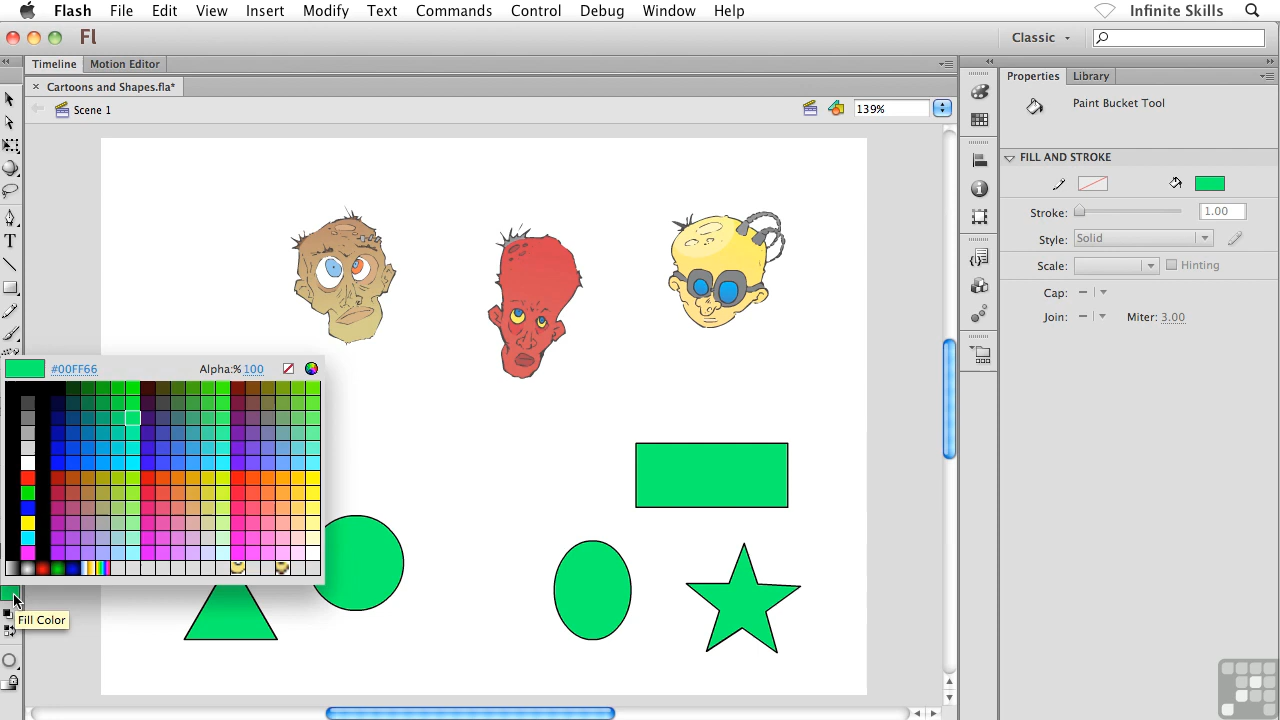 Flash File Edit View Insert Modify Text Commands Control Debug Window Help Infinite Skills
Fl Classic
Timeline Motion Editor
Cartoons and Shapes.fla*
Scene 1 139%
Properties Library
Paint Bucket Tool
FILL AND STROKE
Stroke: 1.00
Style: Solid
Scale: Hinting
Cap:
Join: Miter: 3.00
#00FF66 Alpha:% 100
Fill Color